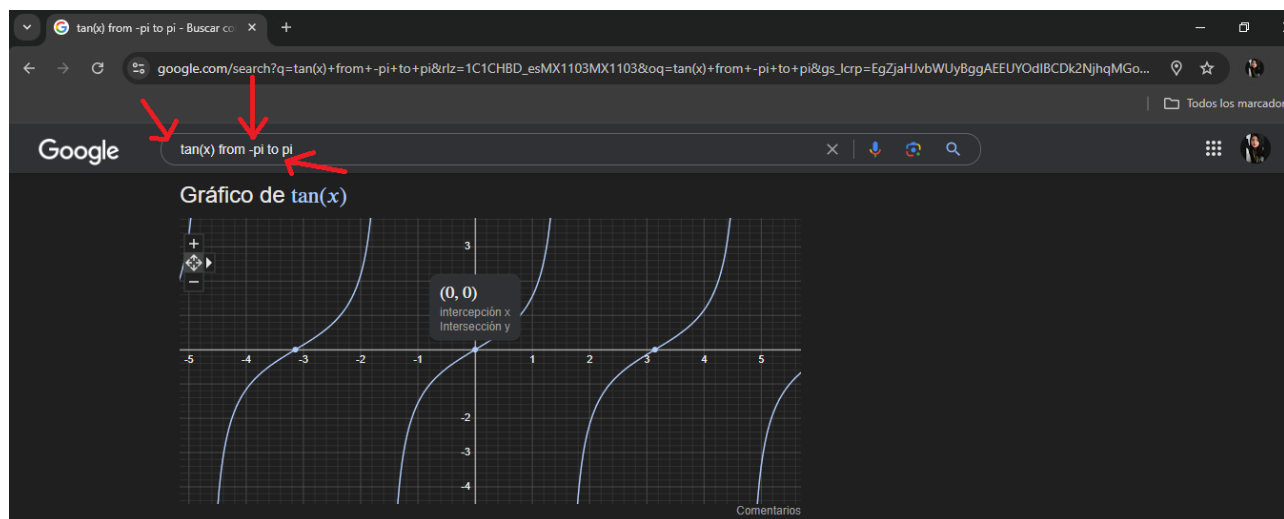 tan(x) from -pi to pi - Buscar co
google.com/search?q=tan(x)+from+-pi+to+pi&rlz=1C1CHBD_esMX1103MX1103&oq=tan(x)+from+-pi+to+pi&gs_lcrp=EgZjaHJvbWUyBggAEEUYOdIBCDk2NjhqMGo...
Todos los marcador
Google
tan(x) from -pi to pi
Gráfico de tan(x)
3
(0, 0)
intercepción x
Intersección y
-5 -4 -3 -2 -1 1 2 3 4 5
-2
-3
-4
Comentarios